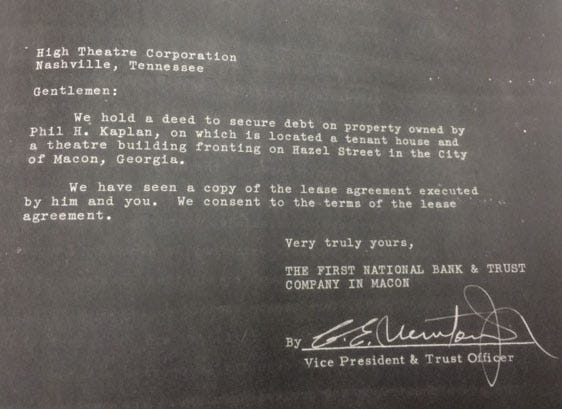 High Theatre Corporation
Nashville, Tennessee
Gentlemen:
We hold a deed to secure debt on property owned by
Phil H. Kaplan, on which is located a tenant house and
a theatre building fronting on Hazel Street in the City
of Macon, Georgia.
We have seen a copy of the lease agreement executed
by him and you. We consent to the terms of the lease
agreement.
Very truly yours,
THE FIRST NATIONAL BANK & TRUST
COMPANY IN MACON
By
Vice President & Trust Officer